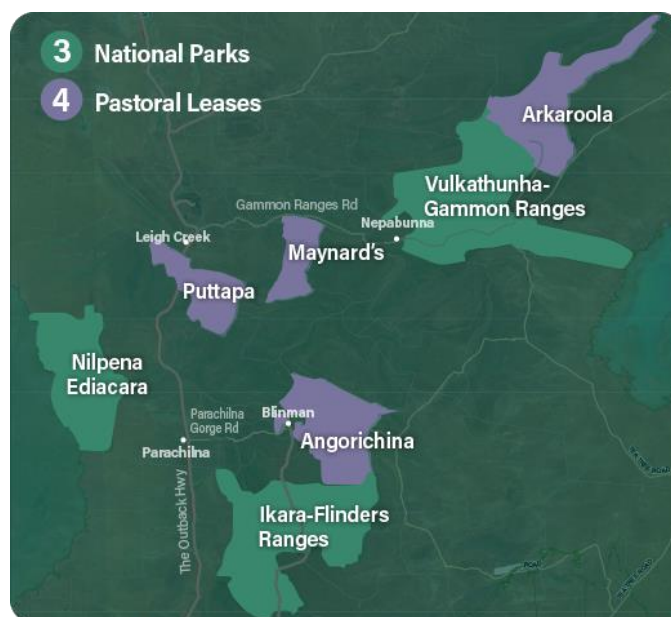 3 National Parks
4 Pastoral Leases
Arkaroola
Vulkathunha-
Gammon Ranges
Gammon Ranges Rd
Nepabunna
Leigh Creek
Maynard's
Puttapa
Nilpena
Ediacara
Parachilna
Gorge Rd
Blinman
Angorichina
Parachilna
The Outback Hwy
Ikara-Flinders
Ranges
ROAD